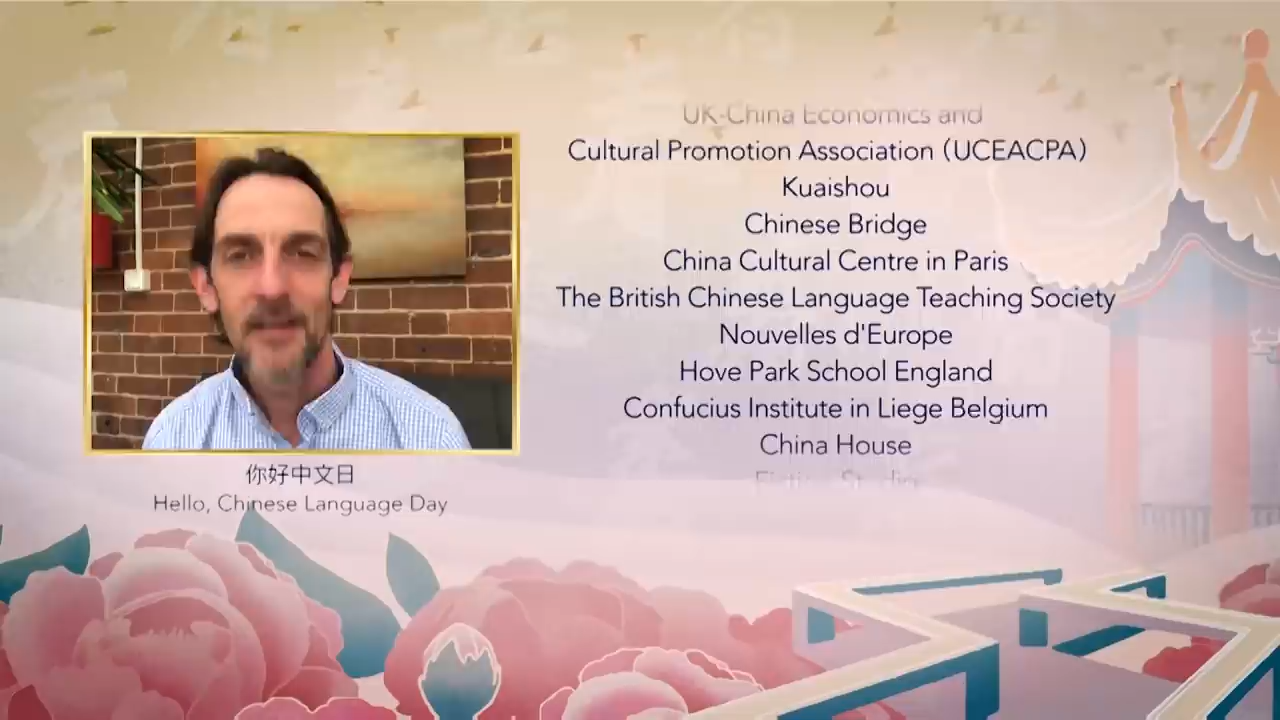 UK-China Economics and
Cultural Promotion Association（UCEACPA）
Kuaishou
Chinese Bridge
China Cultural Centre in Paris
The British Chinese Language Teaching Society
Nouvelles d'Europe
Hove Park School England
Confucius Institute in Liege Belgium
China House
你好中文日
Hello, Chinese Language Day